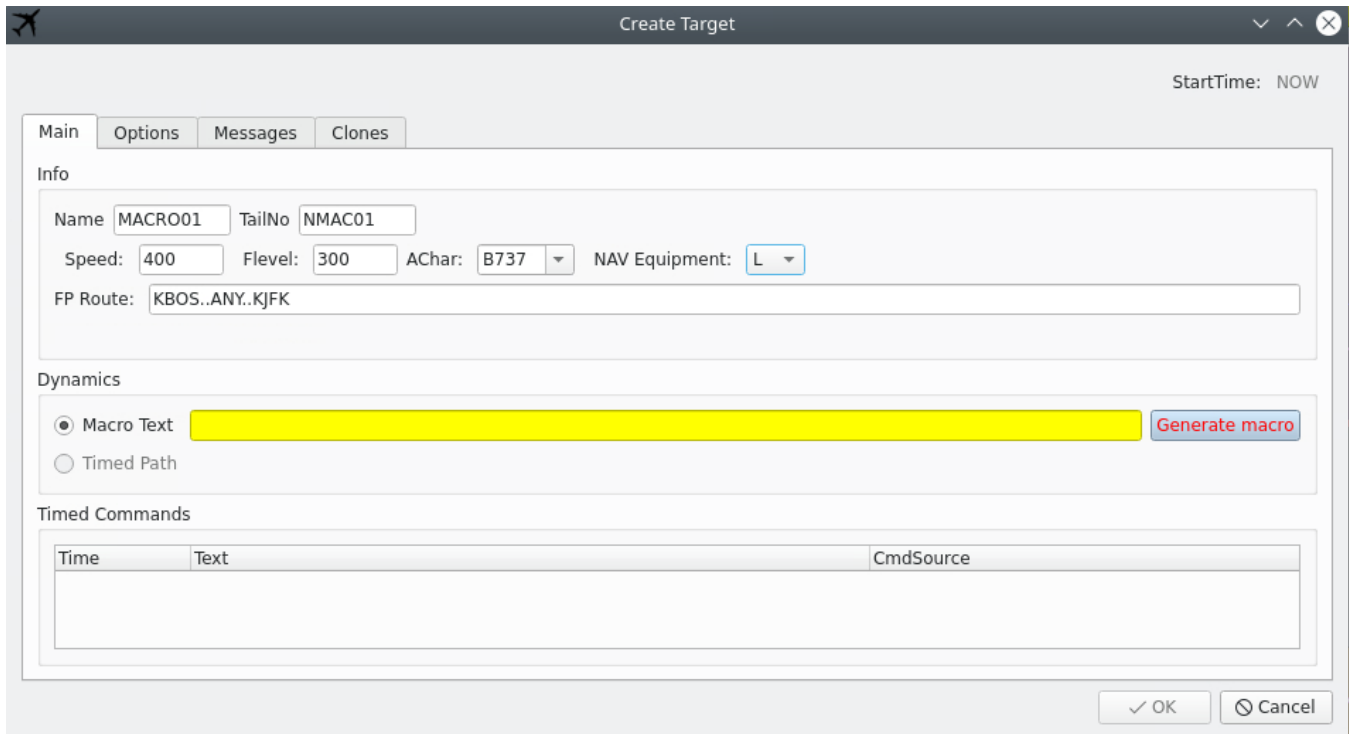 Create Target
StartTime: NOW
Main Options Messages Clones
Info
Name MACRO01 TailNo NMAC01
Speed: 400 Flevel: 300 AChar: B737 NAV Equipment: L
FP Route: KBOS..ANY..KJFK
Dynamics
Macro Text Generate macro
Timed Path
Timed Commands
Time Text CmdSource
OK Cancel